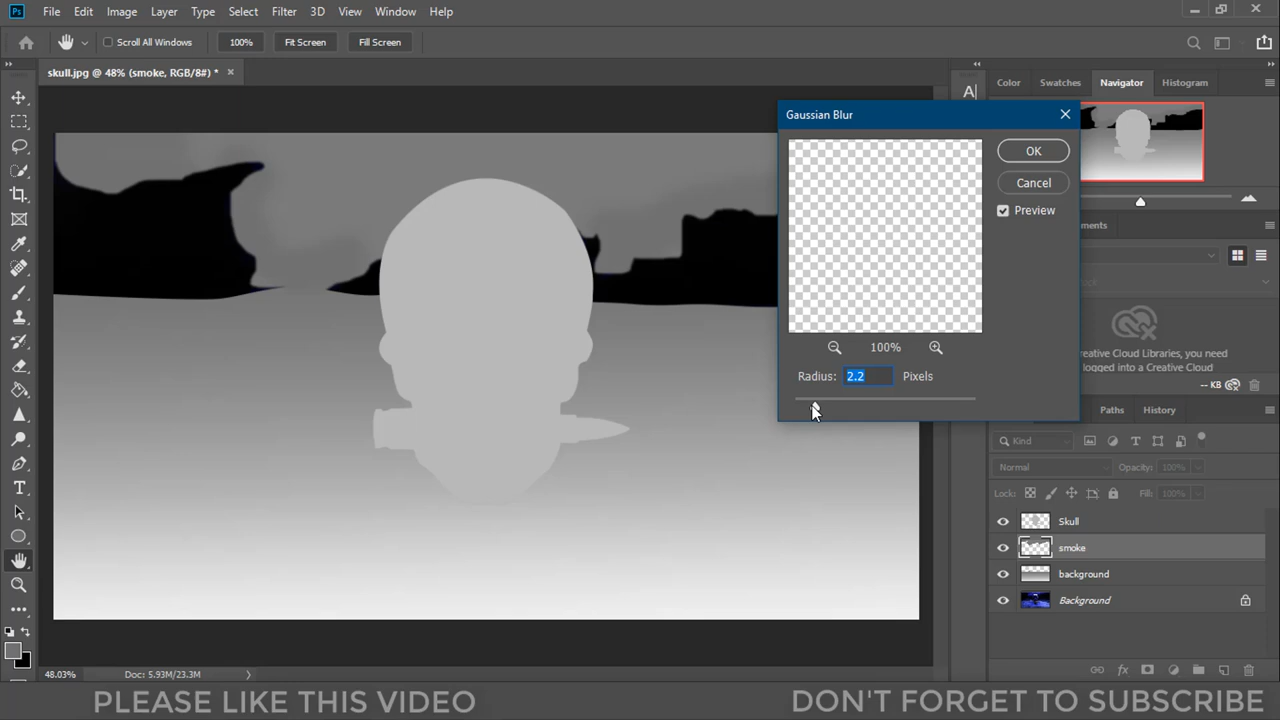 Ps File Edit Image Layer Type Select Filter 3D View Window Help
Scroll All Windows 100% Fit Screen Fill Screen
skull.jpg @ 48% (smoke, RGB/8#) *
Color Swatches Navigator Histogram
A|
Gaussian Blur
OK
Cancel
Preview
100%
Radius: 2.2 Pixels
ments
reative Cloud Libraries, you need
logged into a Creative Cloud
-- KB
Paths History
Kind
Normal Opacity: 100%
Lock: Fill: 100%
Skull
smoke
background
Background
T
48.03% Doc: 5.93M/23.3M
fx
PLEASE LIKE THIS VIDEO
DON'T FORGET TO SUBSCRIBE